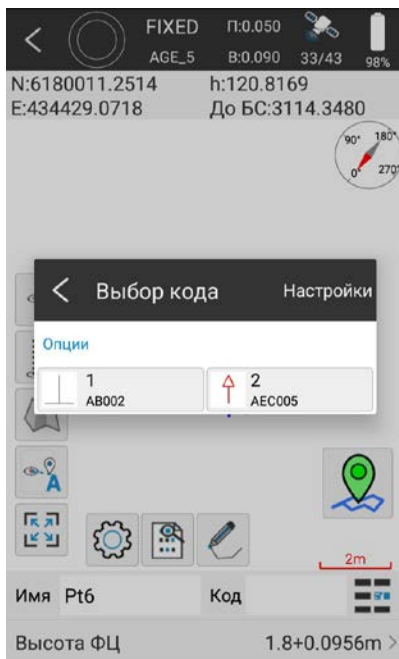 FIXED П:0.050
AGE_5 В:0.090 33/43 98%
N:6180011.2514 h:120.8169
E:434429.0718 До БС:3114.3480
90° 180°
0° 270°
Выбор кода Настройки
Опции
1 2
AB002 AEC005
A
2m
Имя Pt6 Код
Высота ФЦ 1.8+0.0956m >